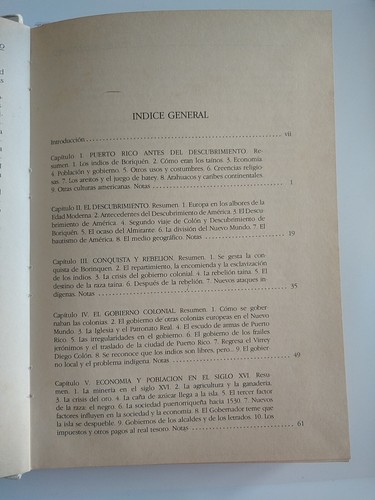 INDICE GENERAL
Introducción vii
Capítulo I. PUERTO RICO ANTES DEL DESCUBRIMIENTO. Re-
sumen. 1. Los indios de Boriquén. 2. Cómo eran los taínos. 3. Economía
4. Población y gobierno. 5. Otros usos y costumbres. 6. Creencias religio-
sas. 7. Los areitos y el juego de batey. 8. Arahuacos y caribes continentales.
9. Otras culturas americanas. Notas 1
Capítulo II. EL DESCUBRIMIENTO. Resumen. 1. Europa en los albores de la
Edad Moderna. 2. Antecedentes del Descubrimiento de América. 3. El Descu-
brimiento de América. 4. Segundo viaje de Colón y Descubrimiento de
Boriquén. 5. El ocaso del Almirante. 6. la división del Nuevo Mundo. 7. El
bautismo de América. 8. El medio geográfico. Notas 19
Capítulo III. CONQUISTA Y REBELION. Resumen. 1. Se gesta la con-
quista de Borinquen. 2. El repartimiento, la encomienda y la esclavización
de los indios. 3. La crisis del gobierno colonial. 4. La rebelión taína. 5. El
destino de la raza taína. 6. Después de la rebelión. 7. Nuevos ataques in-
dígenas. Notas 35
Capítulo IV. EL GOBIERNO COLONIAL. Resumen. 1. Cómo se gober-
naban las colonias. 2. El gobierno de otras colonias europeas en el Nuevo
Mundo. 3. La Iglesia y el Patronato Real. 4. El escudo de armas de Puerto
Rico. 5. Las irregularidades en el gobierno. 6. El gobierno de los frailes
jerónimos y el traslado de la ciudad de Puerto Rico. 7. Regresa el Virrey
Diego Colón. 8. Se reconoce que los indios son libres, pero... 9. El gobier-
no local y el problema indígena. Notas 49
Capítulo V. ECONOMIA Y POBLACION EN EL SIGLO XVI. Resu-
men. 1. La minería en el siglo XVI. 2. La agricultura y la ganadería.
3. La crisis del oro. 4. La caña de azúcar llega a la isla. 5. El tercer factor
de la raza: el negro. 6. La sociedad puertorriqueña hacia 1530. 7. Nuevos
factores influyen en la sociedad y la economía. 8. El Gobernador teme que
la isla se despueble. 9. Gobiernos de los alcaldes y de los letrados. 10. Los
impuestos y otros pagos al real tesoro. Notas 61